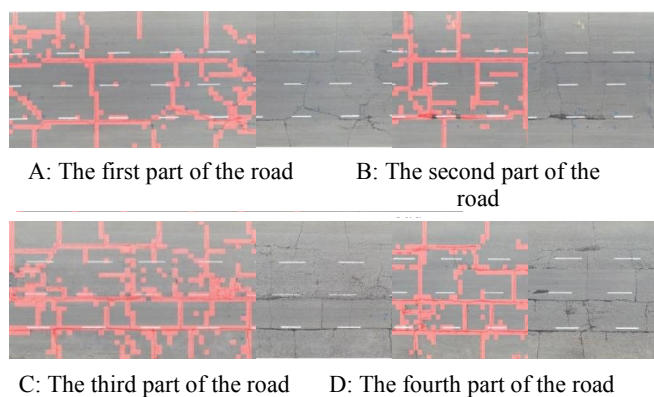 A: The first part of the road
B: The second part of the
road
C: The third part of the road
D: The fourth part of the road